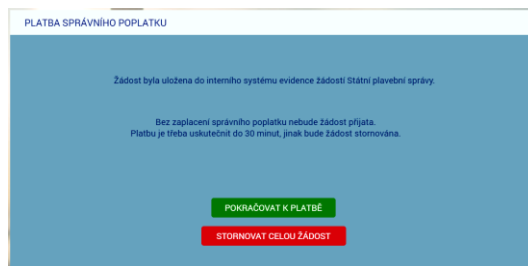 PLATBA SPRÁVNÍHO POPLATKU
Žádost byla uložena do interního systému evidence žádostí Státní plavební správy.
Bez zaplacení správního poplatku nebude žádost přijata.
Platbu je třeba uskutečnit do 30 minut, jinak bude žádost stornována.
POKRAČOVAT K PLATBĚ
STORNOVAT CELOU ŽÁDOST